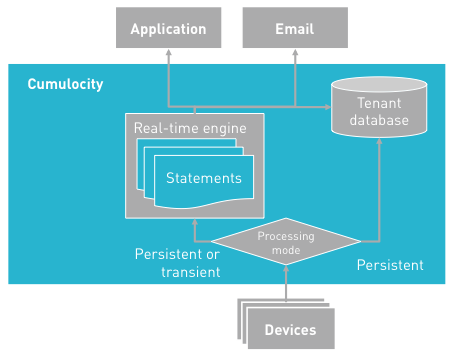 Application
Email
Cumulocity
Tenant
database
Real-time engine
Statements
Processing
mode
Persistent or
transient
Persistent
Devices